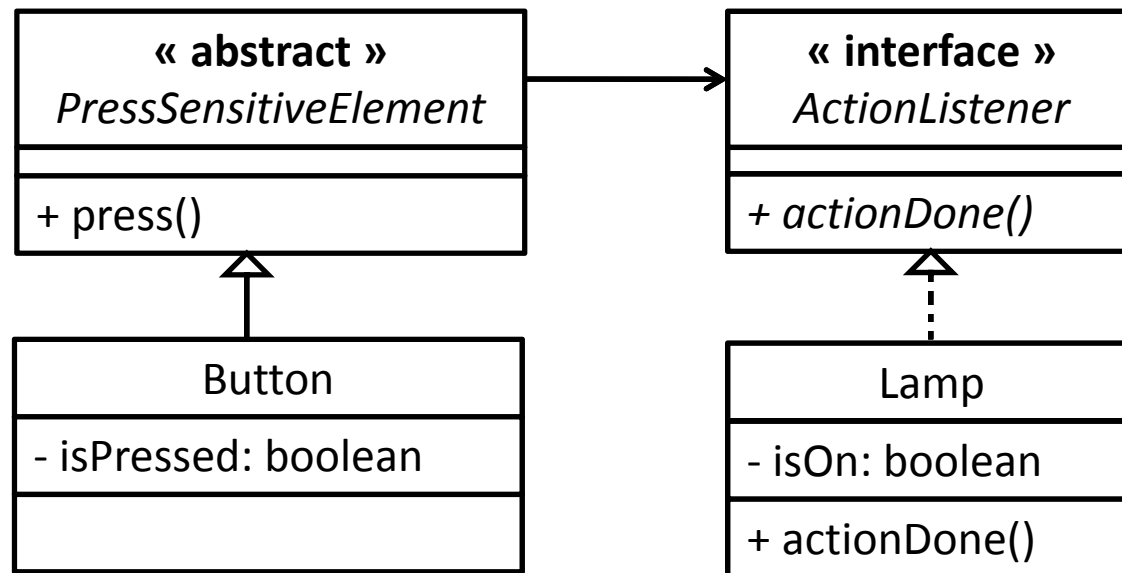 « abstract »
PressSensitiveElement
+ press()
« interface »
ActionListener
+ actionDone()
Button
- isPressed: boolean
Lamp
- isOn: boolean
+ actionDone()